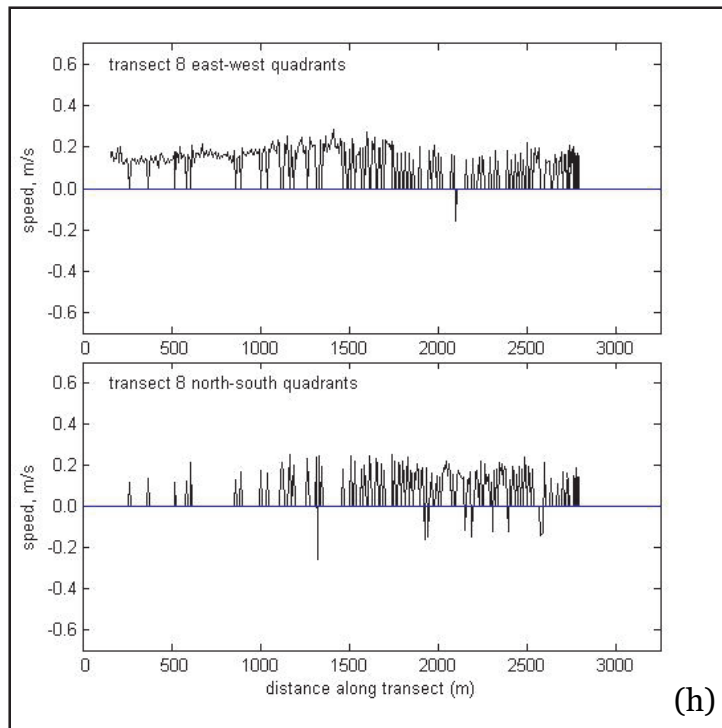 transect 8 east-west quadrants
speed, m/s
0.6
0.4
0.2
0.0
-0.2
-0.4
-0.6
0 500 1000 1500 2000 2500 3000
transect 8 north-south quadrants
speed, m/s
0.6
0.4
0.2
0.0
-0.2
-0.4
-0.6
0 500 1000 1500 2000 2500 3000
distance along transect (m)
(h)